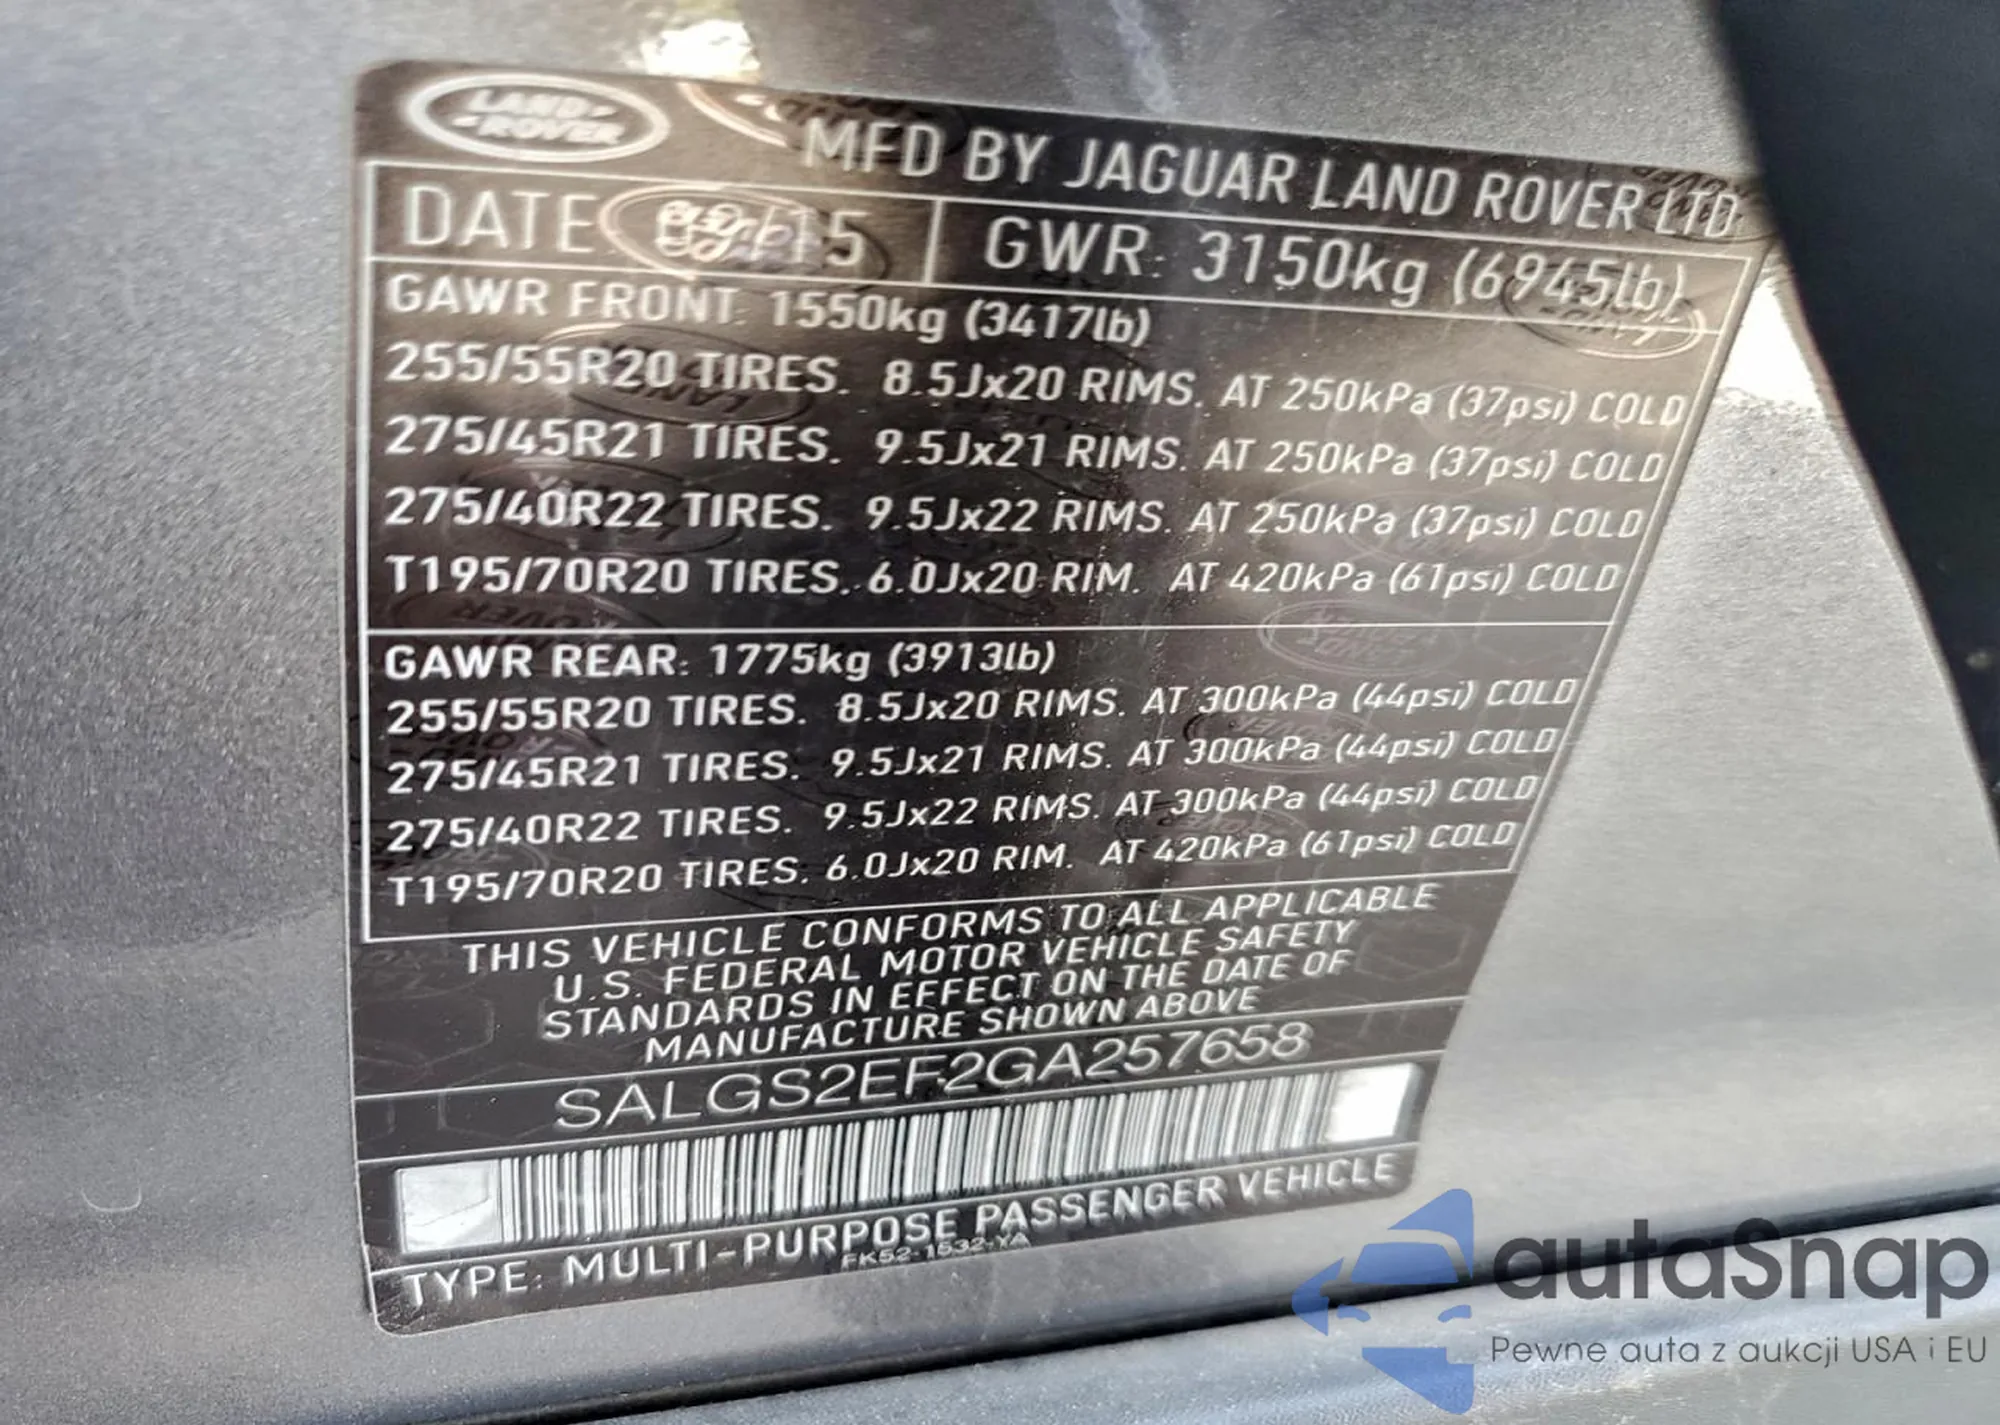 LAND ROVER
MFD BY JAGUAR LAND ROVER LTD
DATE 15
GWR: 3150kg (6945lb)
GAWR FRONT: 1550kg (3417lb)
255/55R20 TIRES. 8.5Jx20 RIMS. AT 250kPa (37psi) COLD
275/45R21 TIRES. 9.5Jx21 RIMS. AT 250kPa (37psi) COLD
275/40R22 TIRES. 9.5Jx22 RIMS. AT 250kPa (37psi) COLD
T195/70R20 TIRES. 6.0Jx20 RIM. AT 420kPa (61psi) COLD
GAWR REAR: 1775kg (3913lb)
255/55R20 TIRES. 8.5Jx20 RIMS. AT 300kPa (44psi) COLD
275/45R21 TIRES. 9.5Jx21 RIMS. AT 300kPa (44psi) COLD
275/40R22 TIRES. 9.5Jx22 RIMS. AT 300kPa (44psi) COLD
T195/70R20 TIRES. 6.0Jx20 RIM. AT 420kPa (61psi) COLD
THIS VEHICLE CONFORMS TO ALL APPLICABLE
U.S. FEDERAL MOTOR VEHICLE SAFETY
STANDARDS IN EFFECT ON THE DATE OF
MANUFACTURE SHOWN ABOVE
SALGS2EF2GA257658
TYPE: MULTI-PURPOSE PASSENGER VEHICLE
FK52-1532-YA
autaSnap
Pewne auta z aukcji USA i EU